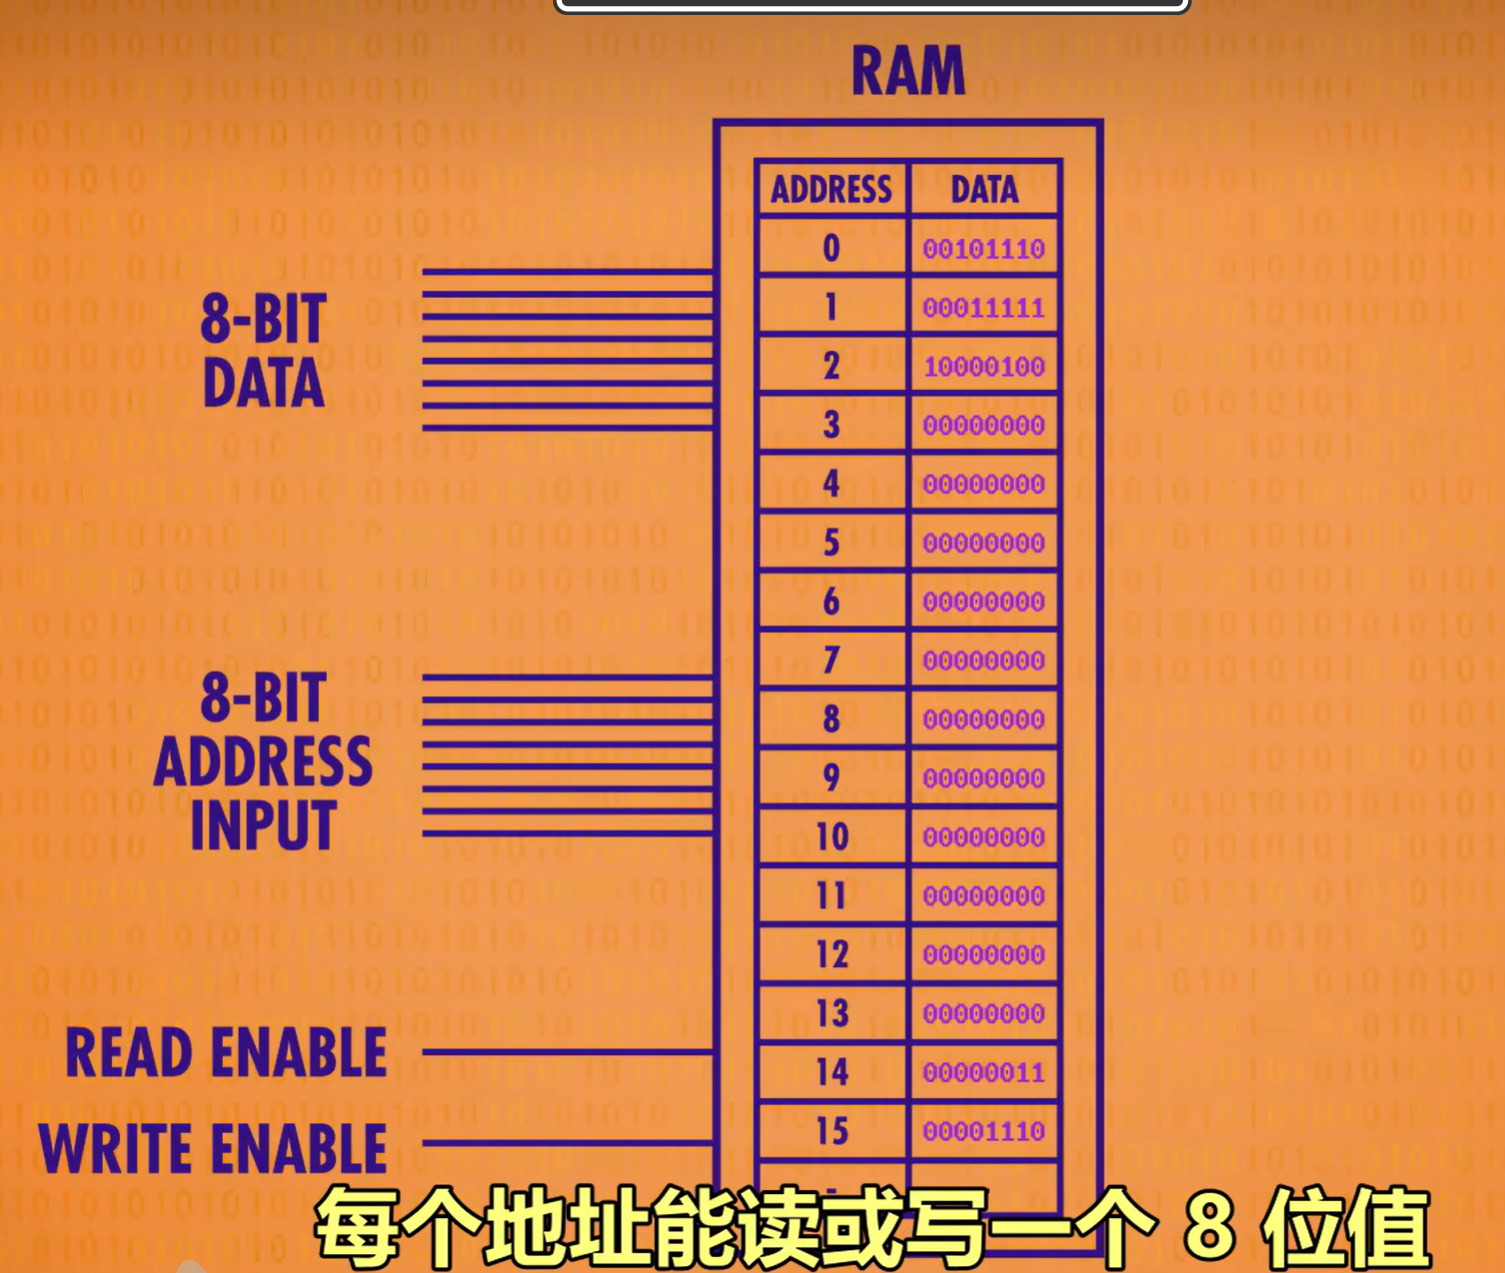 RAM
ADDRESS DATA
0 00101110
1 00011111
2 10000100
3 00000000
4 00000000
5 00000000
6 00000000
7 00000000
8 00000000
9 00000000
10 00000000
11 00000000
12 00000000
13 00000000
14 00000011
15 00001110
8-BIT
DATA
8-BIT
ADDRESS
INPUT
READ ENABLE
WRITE ENABLE
每个地址能读或写一个 8 位值